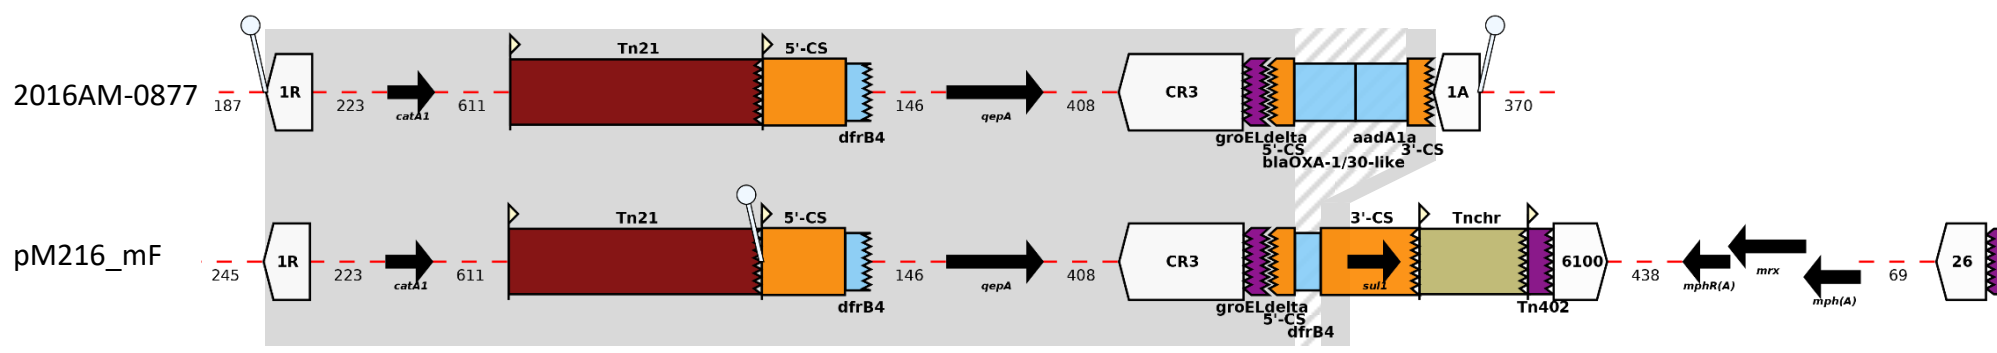 Tn21 5'-CS
2016AM-0877 187 1R 223 catA1 611 146 qepA 408 CR3 1A 370
dfrB4 groELdelta aadA1a
5'-CS 3'-CS
blaOXA-1/30-like
Tn21 5'-CS 3'-CS Tnchr
pM216_mF 245 1R 223 catA1 611 146 qepA 408 CR3 sul1 6100 438 mphR(A) mrx mph(A) 69 26
dfrB4 groELdelta Tn402
5'-CS
dfrB4